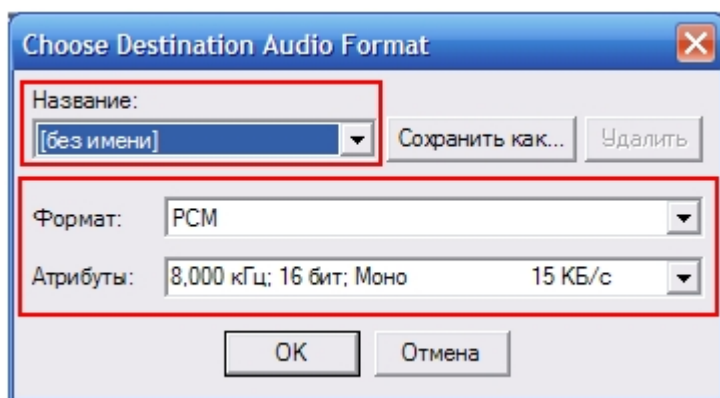 Choose Destination Audio Format
Название:
[без имени] Сохранить как... Удалить
Формат: PCM
Атрибуты: 8,000 кГц; 16 бит; Моно 15 КБ/с
OK Отмена